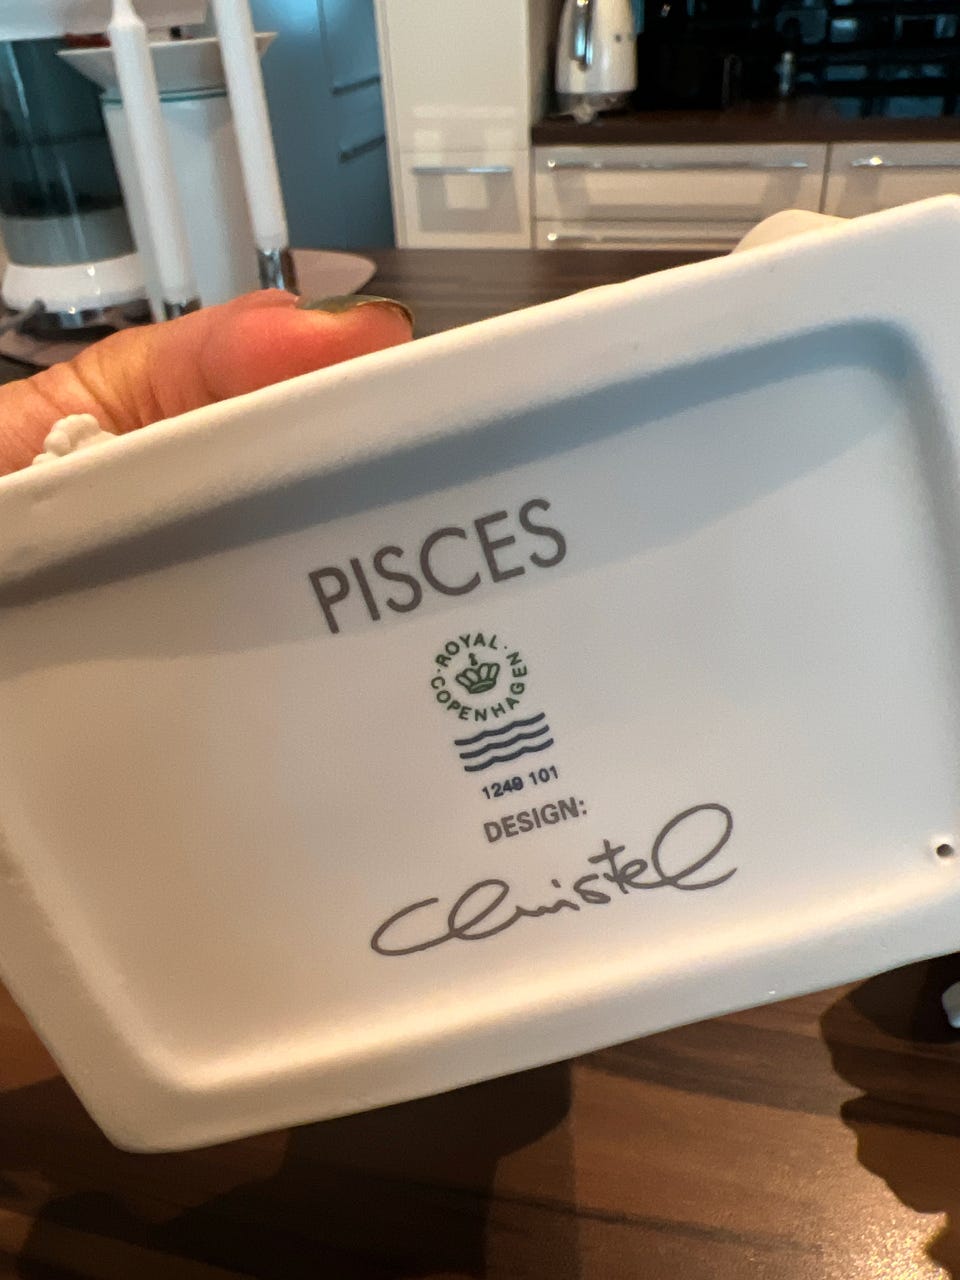 PISCES
ROYAL
COPENHAGEN
1249 101
DESIGN:
Christel